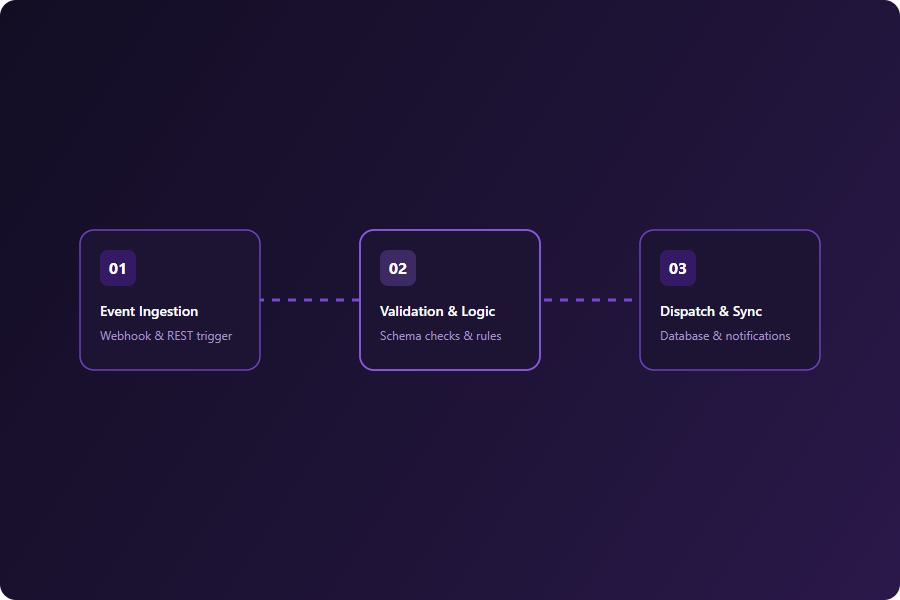 01
Event Ingestion
Webhook & REST trigger
02
Validation & Logic
Schema checks & rules
03
Dispatch & Sync
Database & notifications